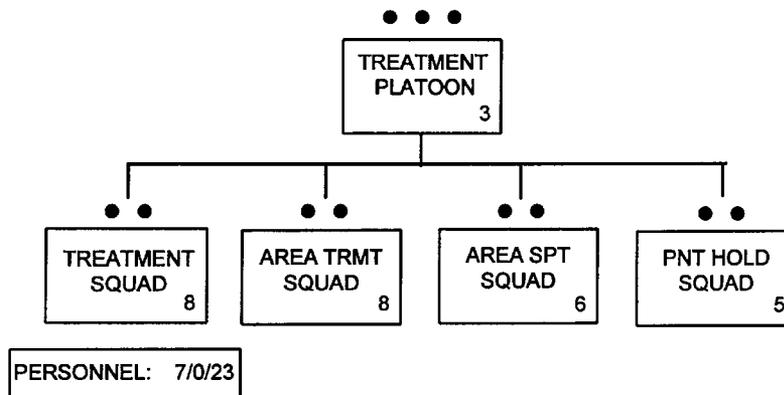 TREATMENT
PLATOON
3
TREATMENT
SQUAD
8
AREA TRMT
SQUAD
8
AREA SPT
SQUAD
6
PNT HOLD
SQUAD
5
PERSONNEL: 7/0/23